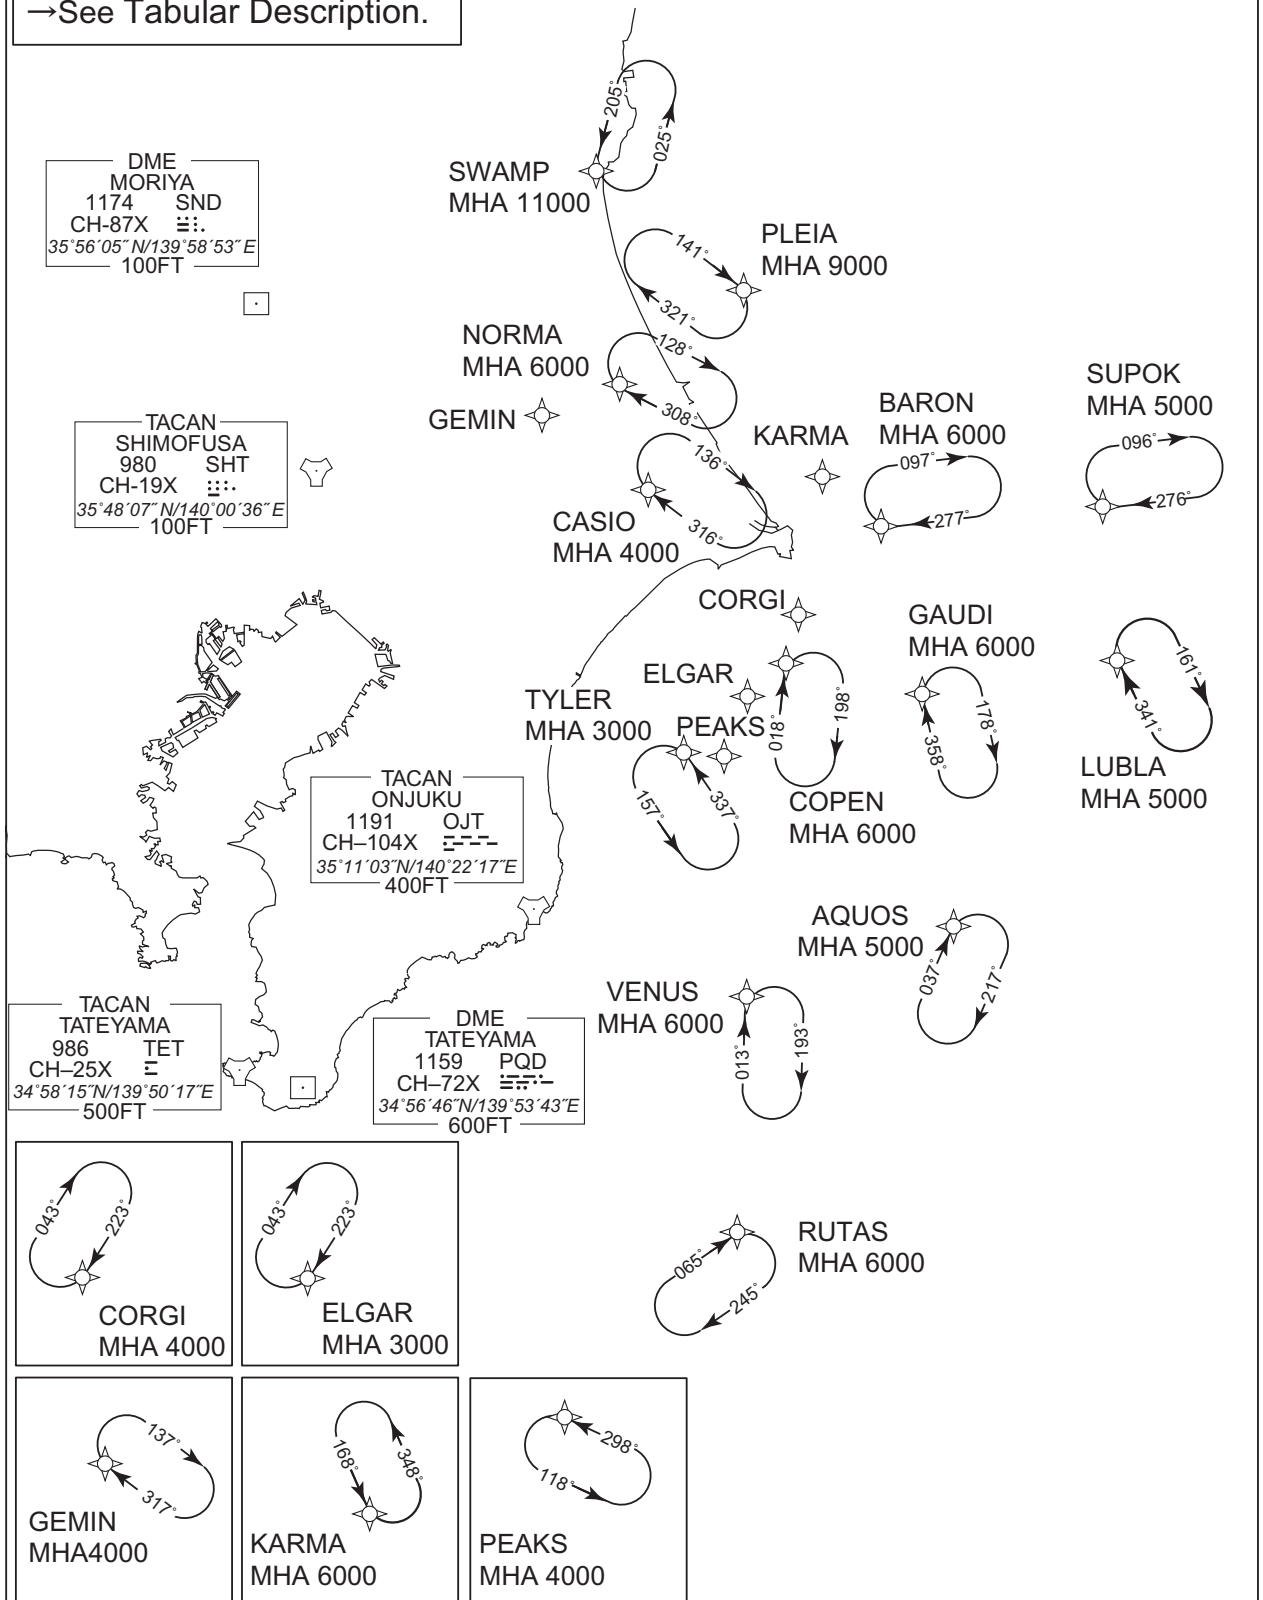 →See Tabular Description.
205°
025°
SWAMP
MHA 11000
DME
MORIYA
1174 SND
CH-87X
35°56´05˝N/139°58´53˝E
100FT
141°
321°
PLEIA
MHA 9000
NORMA
MHA 6000
128°
308°
GEMIN
SUPOK
MHA 5000
096°
276°
BARON
MHA 6000
097°
277°
KARMA
TACAN
SHIMOFUSA
980 SHT
CH-19X
35°48´07˝N/140°00´36˝E
100FT
136°
316°
CASIO
MHA 4000
CORGI
GAUDI
MHA 6000
178°
358°
161°
341°
LUBLA
MHA 5000
ELGAR
TYLER
MHA 3000
PEAKS
157°
337°
018°
198°
COPEN
MHA 6000
TACAN
ONJUKU
1191 OJT
CH–104X
35°11´03˝N/140°22´17˝E
400FT
AQUOS
MHA 5000
037°
217°
VENUS
MHA 6000
013°
193°
TACAN
TATEYAMA
986 TET
CH–25X
34°58´15˝N/139°50´17˝E
500FT
DME
TATEYAMA
1159 PQD
CH–72X
34°56´46˝N/139°53´43˝E
600FT
065°
245°
RUTAS
MHA 6000
043°
223°
CORGI
MHA 4000
043°
223°
ELGAR
MHA 3000
137°
317°
GEMIN
MHA4000
168°
348°
KARMA
MHA 6000
298°
118°
PEAKS
MHA 4000